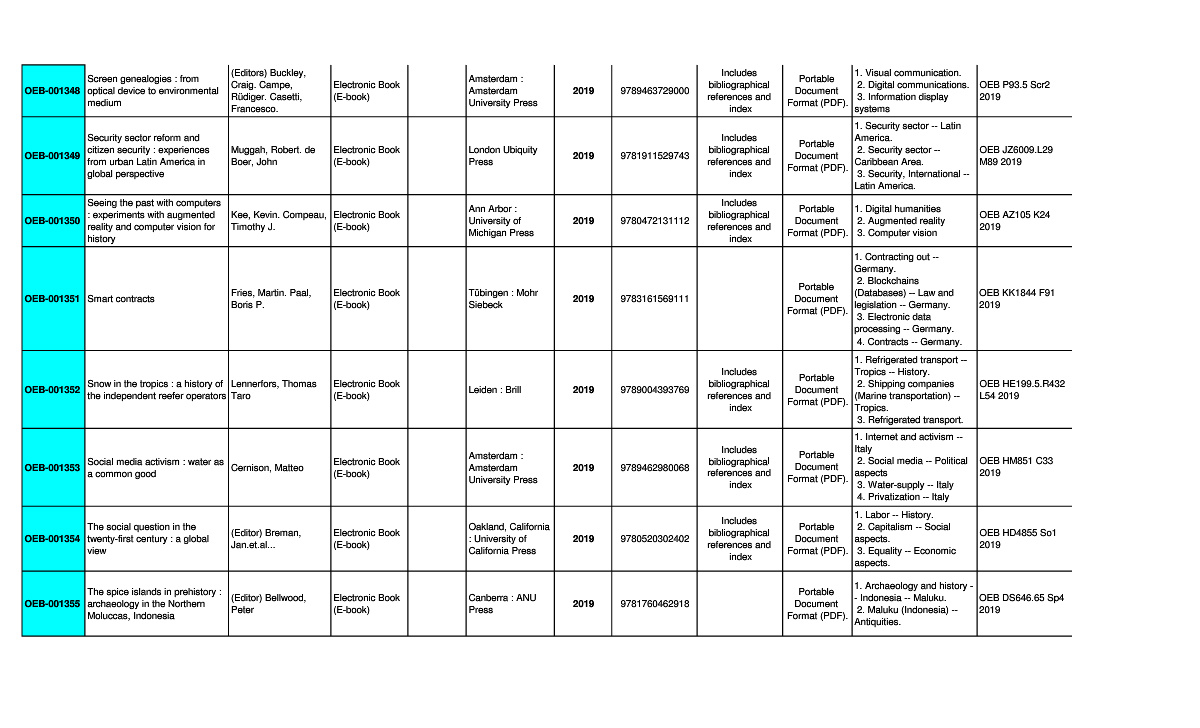 OEB-001348
Screen genealogies : from
optical device to environmental
medium
(Editors) Buckley,
Craig. Campe,
Rüdiger. Casetti,
Francesco.
Electronic Book
(E-book)
Amsterdam :
Amsterdam
University Press
2019
9789463729000
Includes
bibliographical
references and
index
Portable
Document
Format (PDF).
1. Visual communication.
2. Digital communications.
3. Information display
systems
OEB P93.5 Scr2
2019
OEB-001349
Security sector reform and
citizen security : experiences
from urban Latin America in
global perspective
Muggah, Robert. de
Boer, John
Electronic Book
(E-book)
London Ubiquity
Press
2019
9781911529743
Includes
bibliographical
references and
index
Portable
Document
Format (PDF).
1. Security sector -- Latin
America.
2. Security sector --
Caribbean Area.
3. Security, International --
Latin America.
OEB JZ6009.L29
M89 2019
OEB-001350
Seeing the past with computers
: experiments with augmented
reality and computer vision for
history
Kee, Kevin. Compeau,
Timothy J.
Electronic Book
(E-book)
Ann Arbor :
University of
Michigan Press
2019
9780472131112
Includes
bibliographical
references and
index
Portable
Document
Format (PDF).
1. Digital humanities
2. Augmented reality
3. Computer vision
OEB AZ105 K24
2019
OEB-001351
Smart contracts
Fries, Martin. Paal,
Boris P.
Electronic Book
(E-book)
Tübingen : Mohr
Siebeck
2019
9783161569111
Portable
Document
Format (PDF).
1. Contracting out --
Germany.
2. Blockchains
(Databases) -- Law and
legislation -- Germany.
3. Electronic data
processing -- Germany.
4. Contracts -- Germany.
OEB KK1844 F91
2019
OEB-001352
Snow in the tropics : a history of
the independent reefer operators
Lennerfors, Thomas
Taro
Electronic Book
(E-book)
Leiden : Brill
2019
9789004393769
Includes
bibliographical
references and
index
Portable
Document
Format (PDF).
1. Refrigerated transport --
Tropics -- History.
2. Shipping companies
(Marine transportation) --
Tropics.
3. Refrigerated transport.
OEB HE199.5.R432
L54 2019
OEB-001353
Social media activism : water as
a common good
Cernison, Matteo
Electronic Book
(E-book)
Amsterdam :
Amsterdam
University Press
2019
9789462980068
Includes
bibliographical
references and
index
Portable
Document
Format (PDF).
1. Internet and activism --
Italy
2. Social media -- Political
aspects
3. Water-supply -- Italy
4. Privatization -- Italy
OEB HM851 C33
2019
OEB-001354
The social question in the
twenty-first century : a global
view
(Editor) Breman,
Jan.et.al...
Electronic Book
(E-book)
Oakland, California
: University of
California Press
2019
9780520302402
Includes
bibliographical
references and
index
Portable
Document
Format (PDF).
1. Labor -- History.
2. Capitalism -- Social
aspects.
3. Equality -- Economic
aspects.
OEB HD4855 So1
2019
OEB-001355
The spice islands in prehistory :
archaeology in the Northern
Moluccas, Indonesia
(Editor) Bellwood,
Peter
Electronic Book
(E-book)
Canberra : ANU
Press
2019
9781760462918
Portable
Document
Format (PDF).
1. Archaeology and history -
- Indonesia -- Maluku.
2. Maluku (Indonesia) --
Antiquities.
OEB DS646.65 Sp4
2019